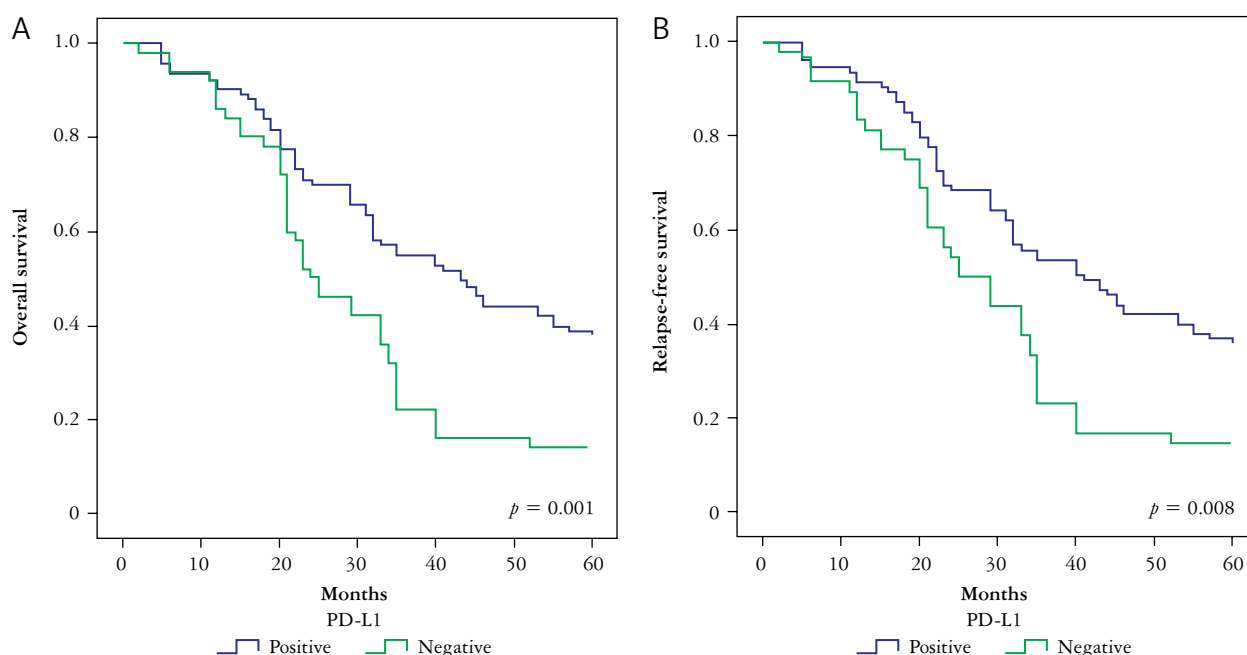 A
Overall survival
1.0
0.8
0.6
0.4
0.2
0
p = 0.001
0 10 20 30 40 50 60
Months
PD-L1
Positive Negative
B
Relapse-free survival
1.0
0.8
0.6
0.4
0.2
0
p = 0.008
0 10 20 30 40 50 60
Months
PD-L1
Positive Negative